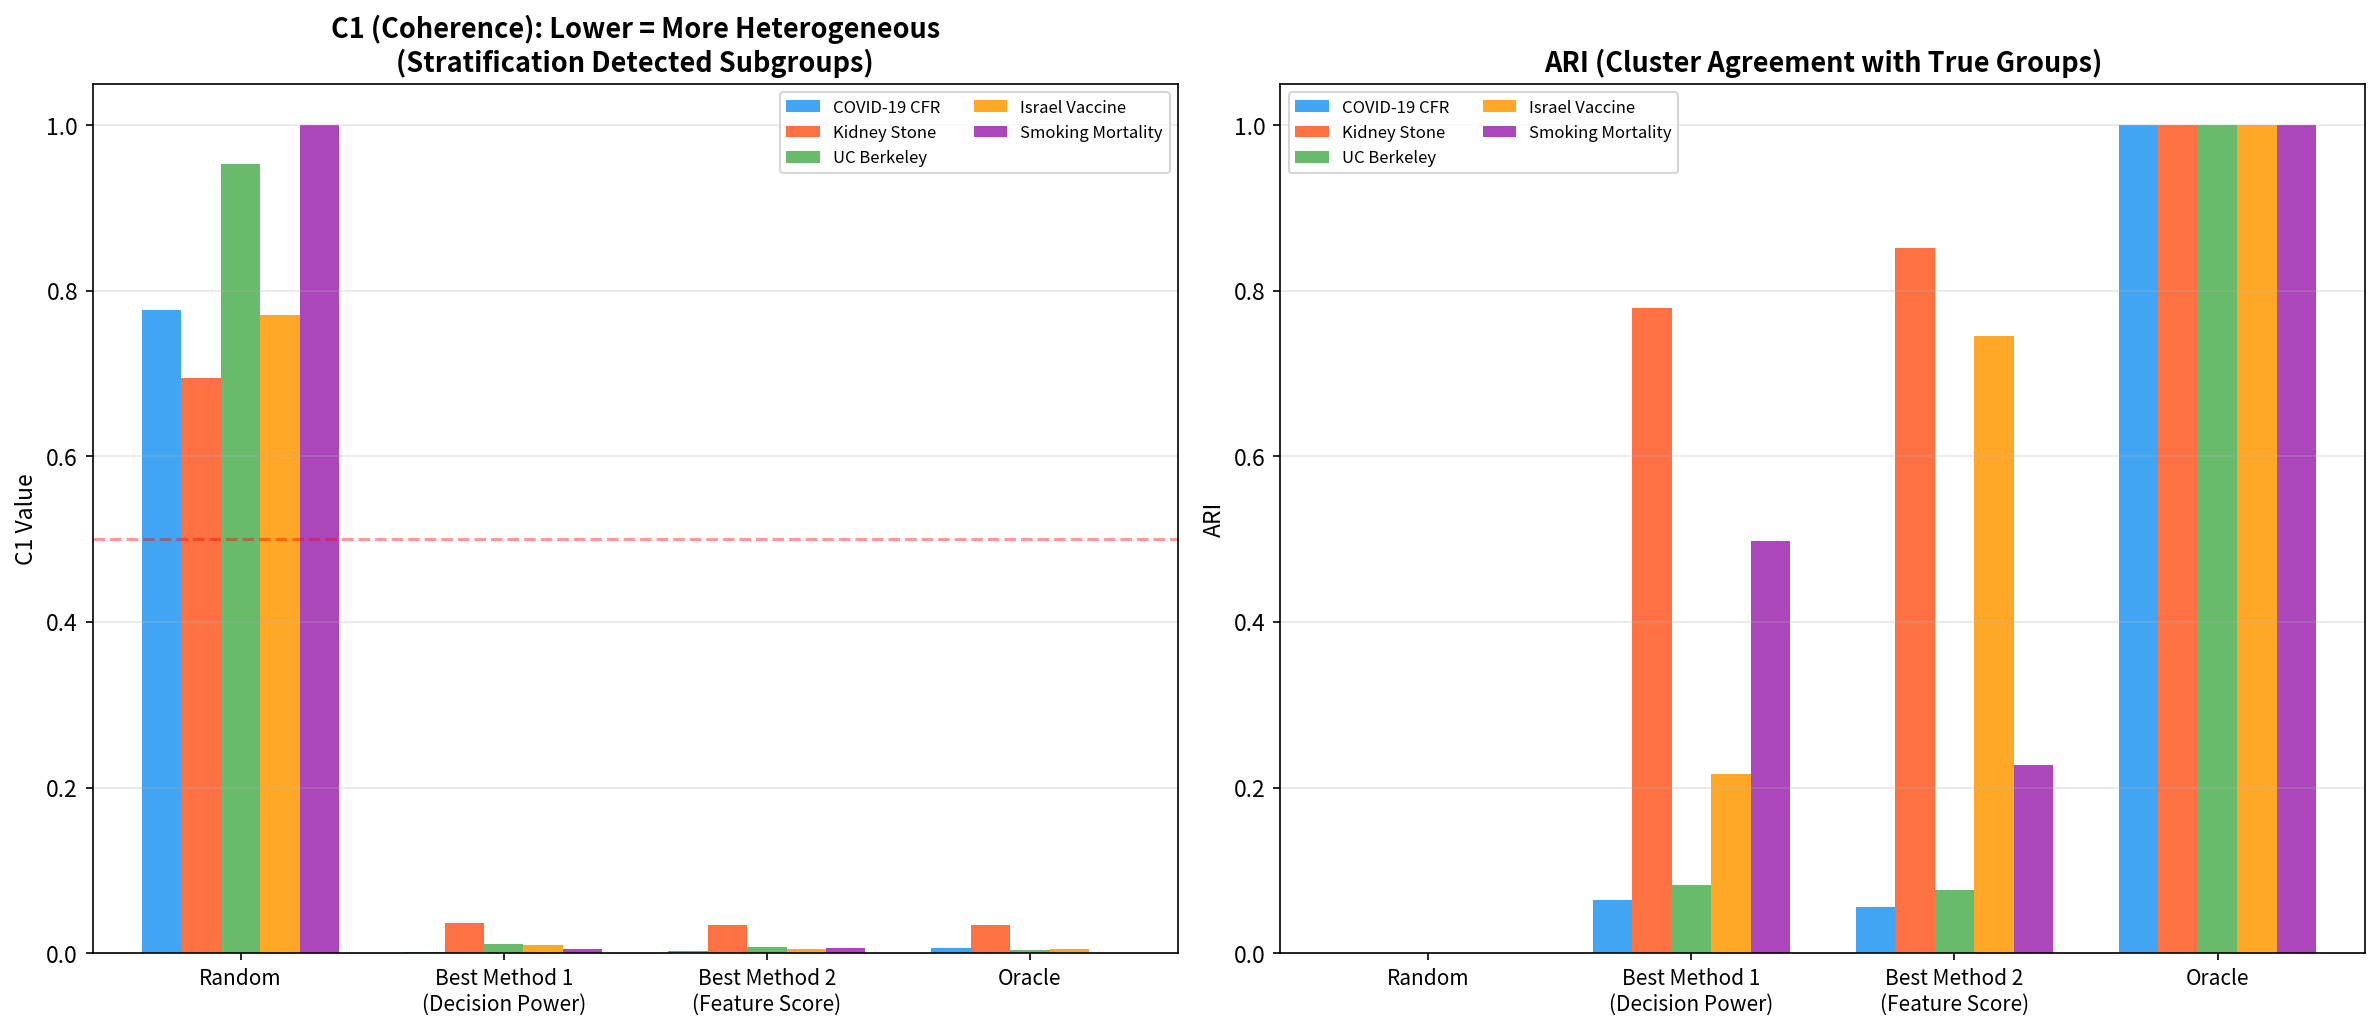 C1 (Coherence): Lower = More Heterogeneous
(Stratification Detected Subgroups)
COVID-19 CFR
Kidney Stone
UC Berkeley
Israel Vaccine
Smoking Mortality
C1 Value
1.0
0.8
0.6
0.4
0.2
0.0
Random
Best Method 1
(Decision Power)
Best Method 2
(Feature Score)
Oracle
ARI (Cluster Agreement with True Groups)
COVID-19 CFR
Kidney Stone
UC Berkeley
Israel Vaccine
Smoking Mortality
ARI
1.0
0.8
0.6
0.4
0.2
0.0
Random
Best Method 1
(Decision Power)
Best Method 2
(Feature Score)
Oracle